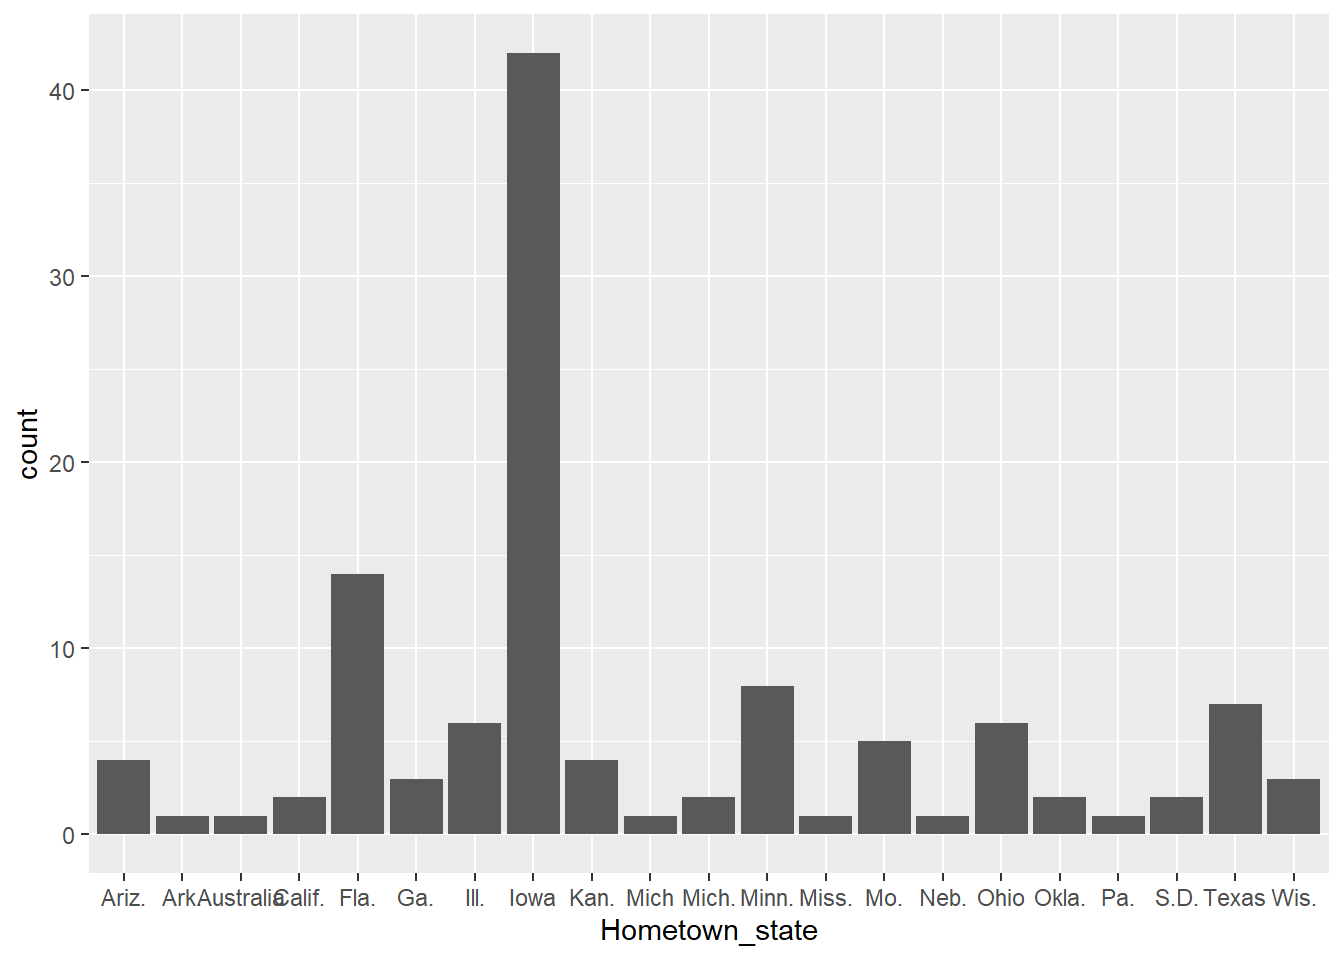 40
30
20
10
0
count
Ariz. Ark Australia Calif. Fla. Ga. Ill. Iowa Kan. Mich Mich. Minn. Miss. Mo. Neb. Ohio Okla. Pa. S.D. Texas Wis.
Hometown_state